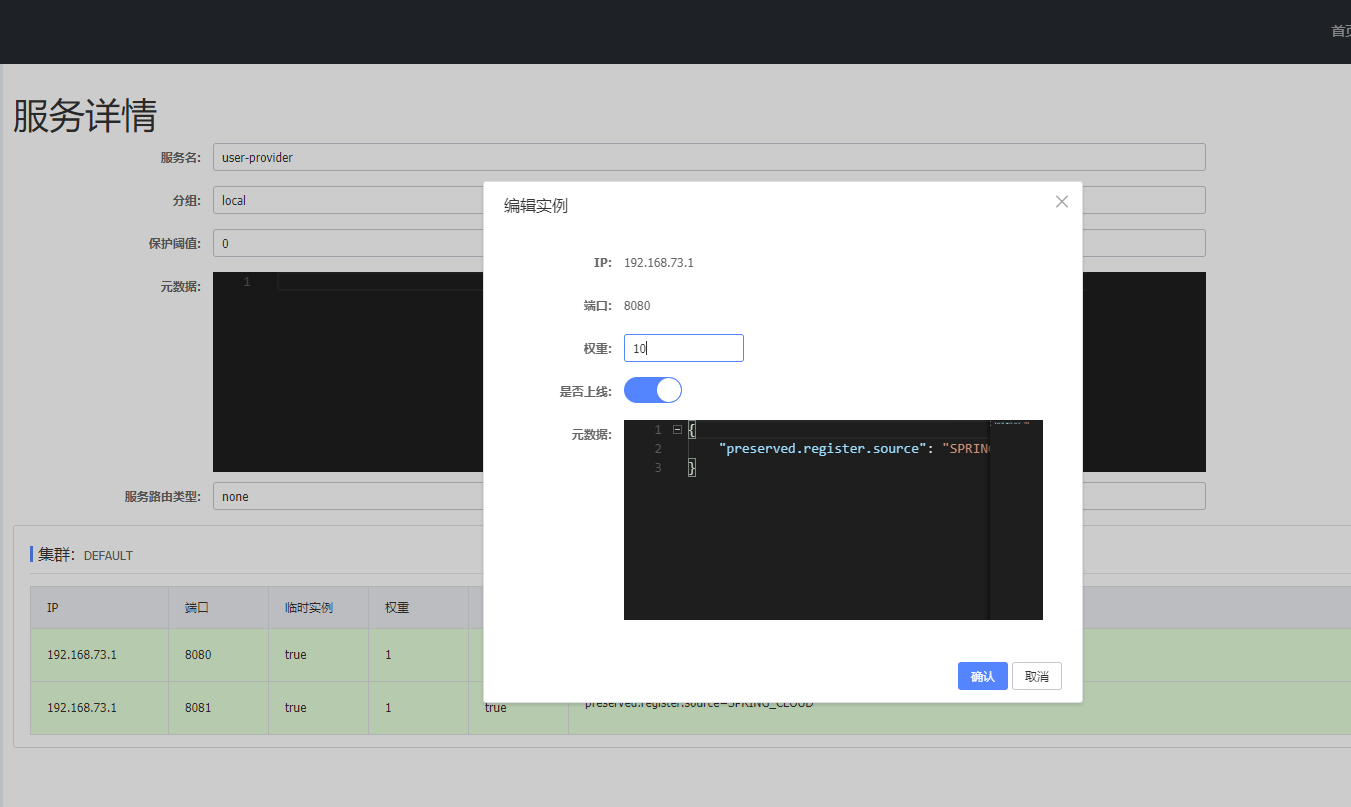 首页
服务详情
服务名: user-provider
分组: local
保护阈值: 0
元数据: 1
服务路由类型: none
集群: DEFAULT
IP 端口 临时实例 权重
192.168.73.1 8080 true 1
192.168.73.1 8081 true 1 true preserved.register.source=SPRING_CLOUD
编辑实例
IP: 192.168.73.1
端口: 8080
权重: 10
是否上线:
元数据: 1 {
2 "preserved.register.source": "SPRIN
3 }
确认 取消